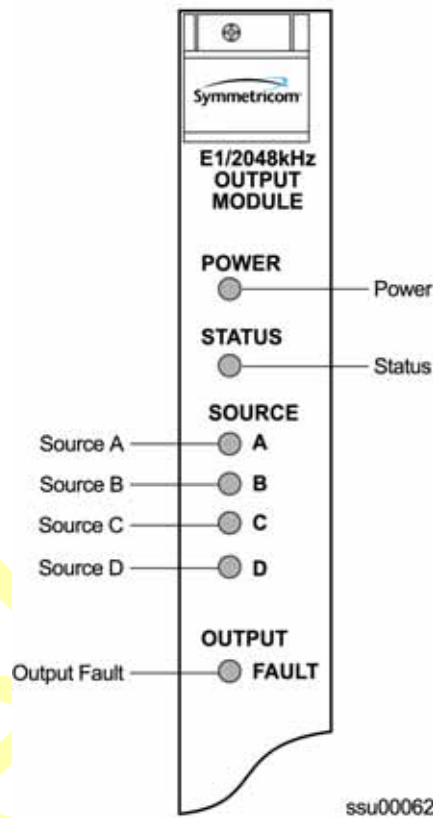 Symmetricom
E1/2048kHz
OUTPUT
MODULE
POWER
Power
STATUS
Status
SOURCE
Source A
A
Source B
B
Source C
C
Source D
D
OUTPUT
Output Fault
FAULT
ssu00062